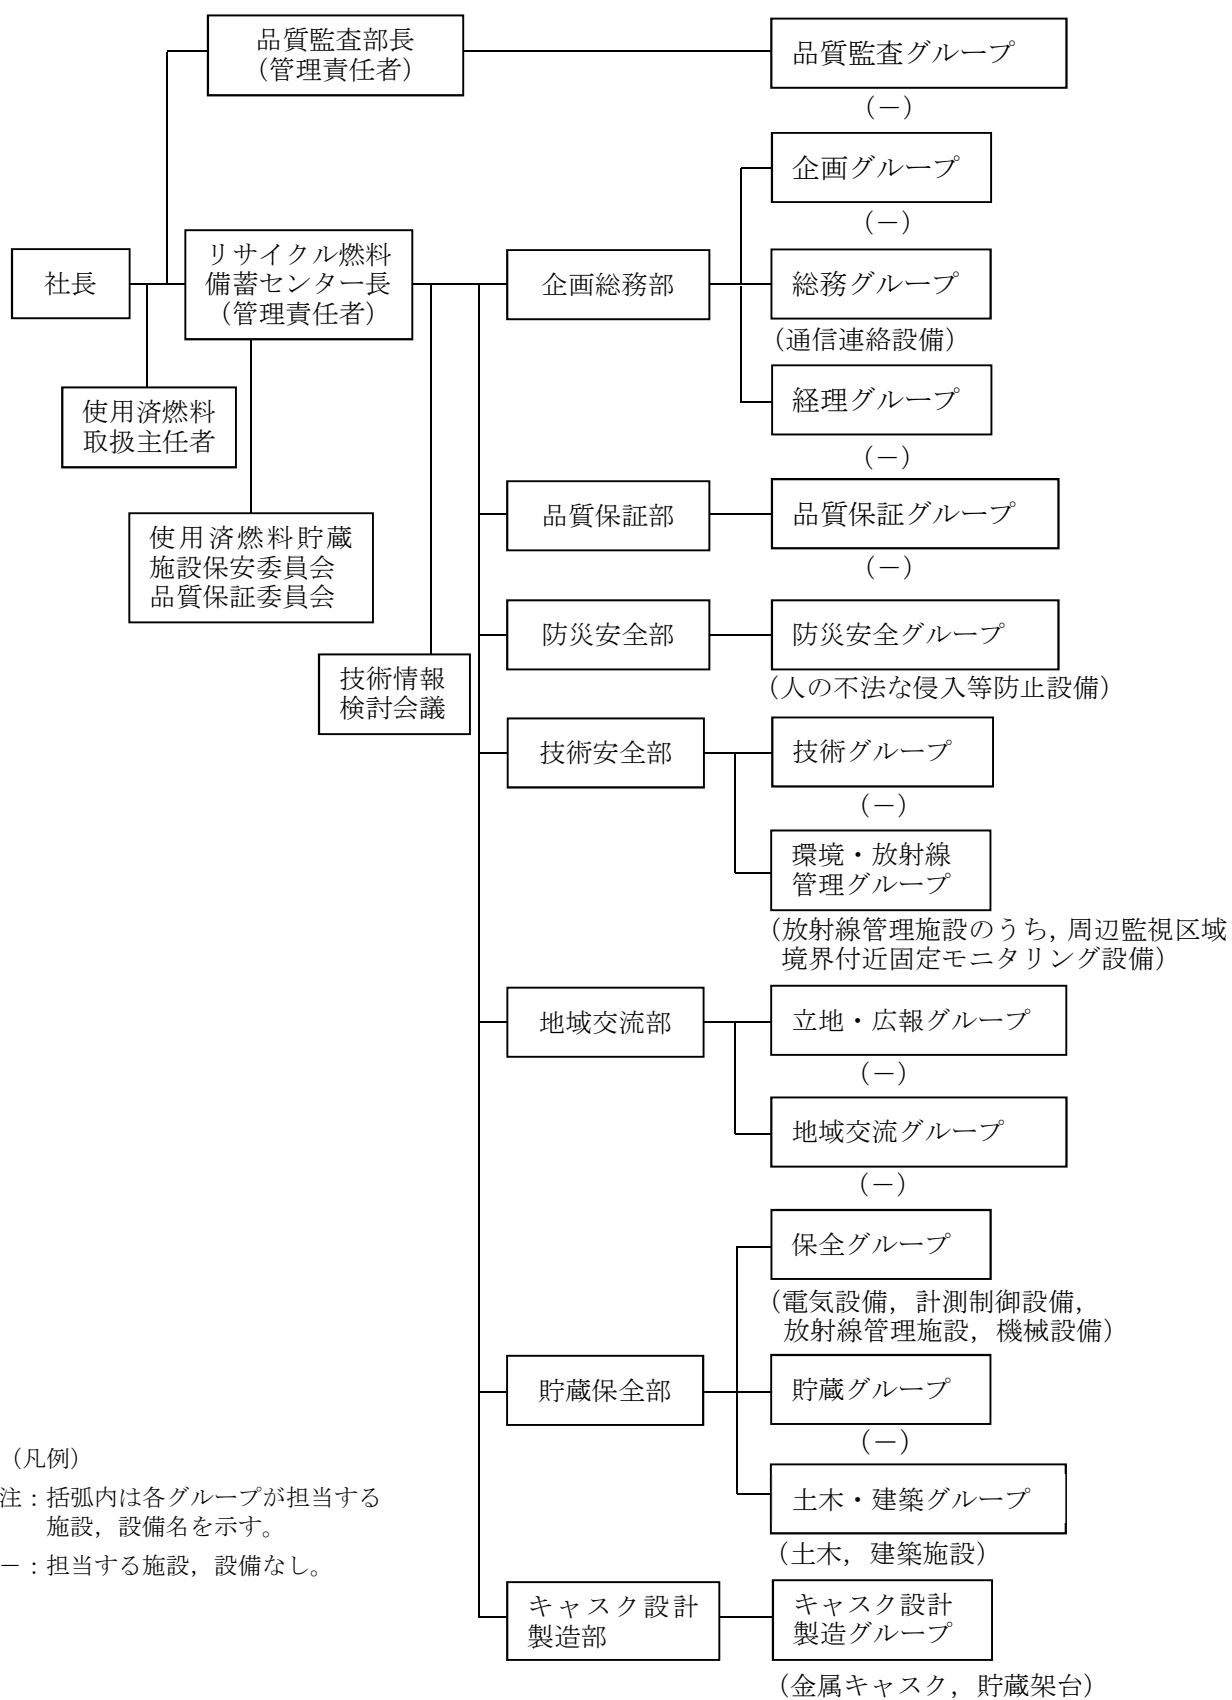 品質監査部長
（管理責任者）
品質監査グループ
（－）
企画グループ
（－）
社長
リサイクル燃料
備蓄センター長
（管理責任者）
企画総務部
総務グループ
（通信連絡設備）
経理グループ
（－）
使用済燃料
取扱主任者
使用済燃料貯蔵
施設保安委員会
品質保証委員会
品質保証部
品質保証グループ
（－）
防災安全部
防災安全グループ
（人の不法な侵入等防止設備）
技術情報
検討会議
技術安全部
技術グループ
（－）
環境・放射線
管理グループ
（放射線管理施設のうち，周辺監視区域
境界付近固定モニタリング設備）
地域交流部
立地・広報グループ
（－）
地域交流グループ
（－）
保全グループ
（電気設備，計測制御設備，
放射線管理施設，機械設備）
貯蔵保全部
貯蔵グループ
（－）
土木・建築グループ
（土木，建築施設）
キャスク設計
製造部
キャスク設計
製造グループ
（金属キャスク，貯蔵架台）
（凡例）
注：括弧内は各グループが担当する
施設，設備名を示す。
－：担当する施設，設備なし。